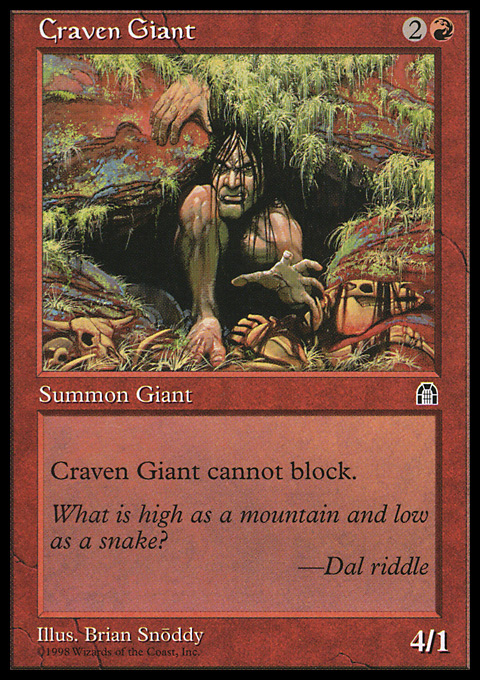 Craven Giant 2
Summon Giant
Craven Giant cannot block.
What is high as a mountain and low
as a snake?
—Dal riddle
Illus. Brian Snōddy
©1998 Wizards of the Coast, Inc.
4/1